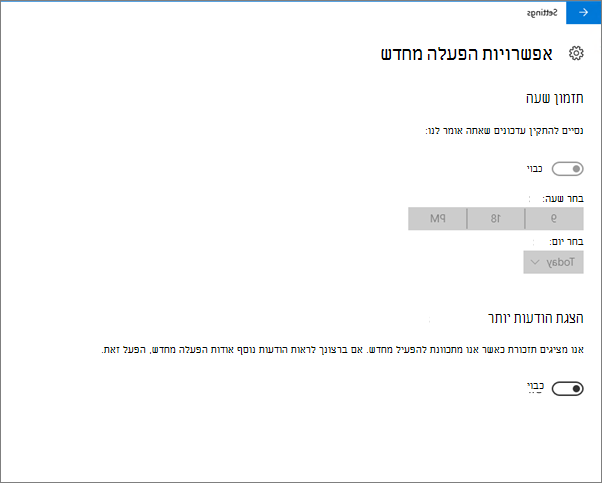 Settings
אפשרויות הפעלה מחדש
תזמון שעה
נסיים להתקין עדכונים שאתה אומר לנו:
כבוי
בחר שעה:
9 18 PM
בחר יום:
Today
הצגת הודעות יותר
אנו מציגים תזכורת כאשר אנו מתכוונת להפעיל מחדש. אם ברצונך לראות הודעות נוסף אודות הפעלה מחדש, הפעל זאת.
כבוי